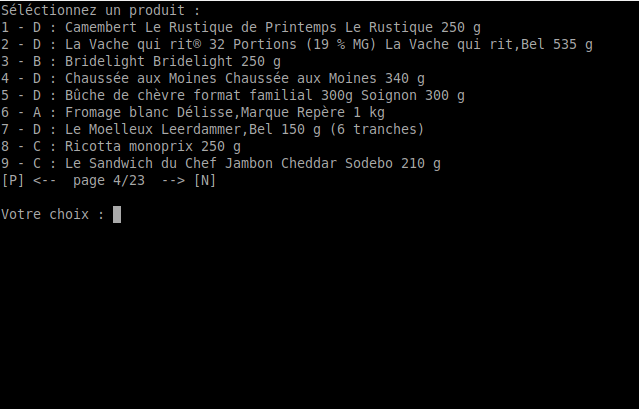 Séléctionnez un produit :
1 - D : Camembert Le Rustique de Printemps Le Rustique 250 g
2 - D : La Vache qui rit® 32 Portions (19 % MG) La Vache qui rit,Bel 535 g
3 - B : Bridelight Bridelight 250 g
4 - D : Chaussée aux Moines Chaussée aux Moines 340 g
5 - D : Bûche de chèvre format familial 300g Soignon 300 g
6 - A : Fromage blanc Délisse,Marque Repère 1 kg
7 - D : Le Moelleux Leerdammer,Bel 150 g (6 tranches)
8 - C : Ricotta monoprix 250 g
9 - C : Le Sandwich du Chef Jambon Cheddar Sodebo 210 g
[P] <--  page 4/23  --> [N]
Votre choix :